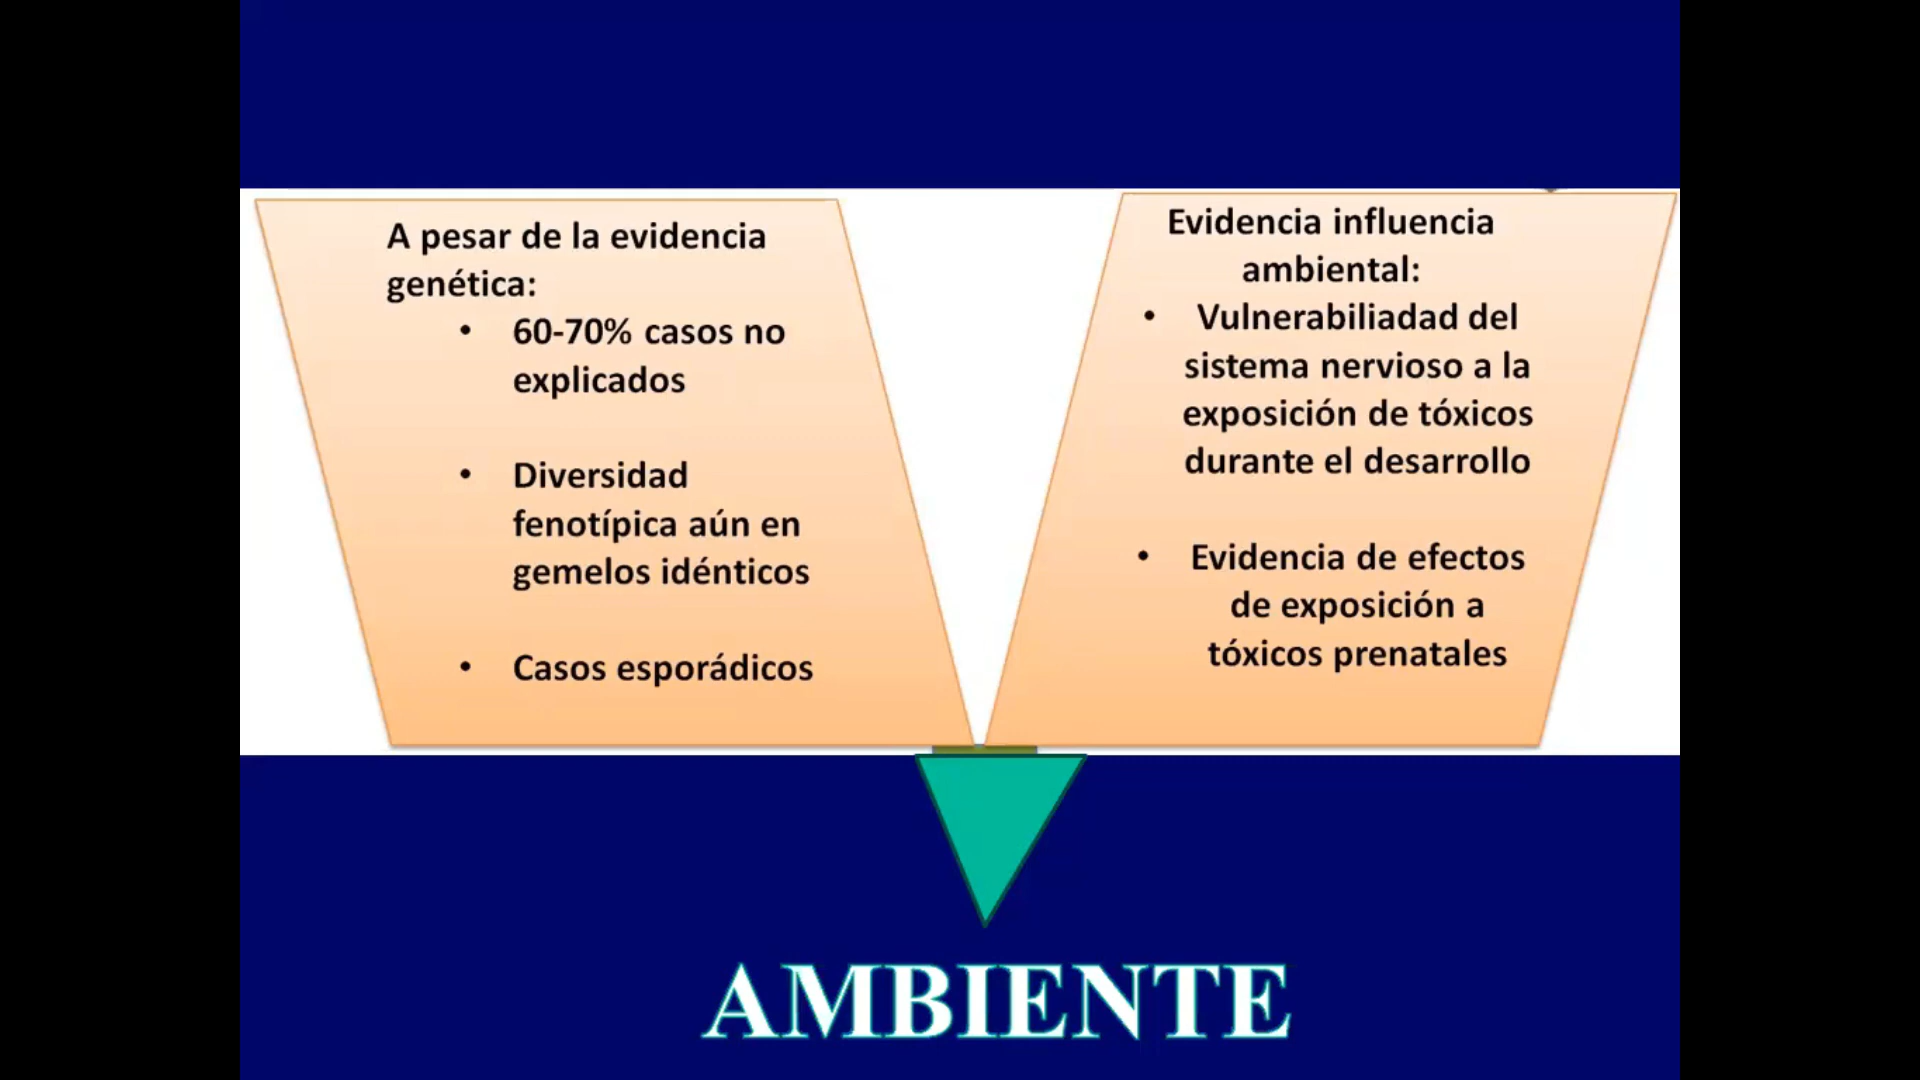 A pesar de la evidencia
genética:
• 60-70% casos no
explicados
• Diversidad
fenotípica aún en
gemelos idénticos
• Casos esporádicos
Evidencia influencia
ambiental:
• Vulnerabiliadad del
sistema nervioso a la
exposición de tóxicos
durante el desarrollo
• Evidencia de efectos
de exposición a
tóxicos prenatales
AMBIENTE